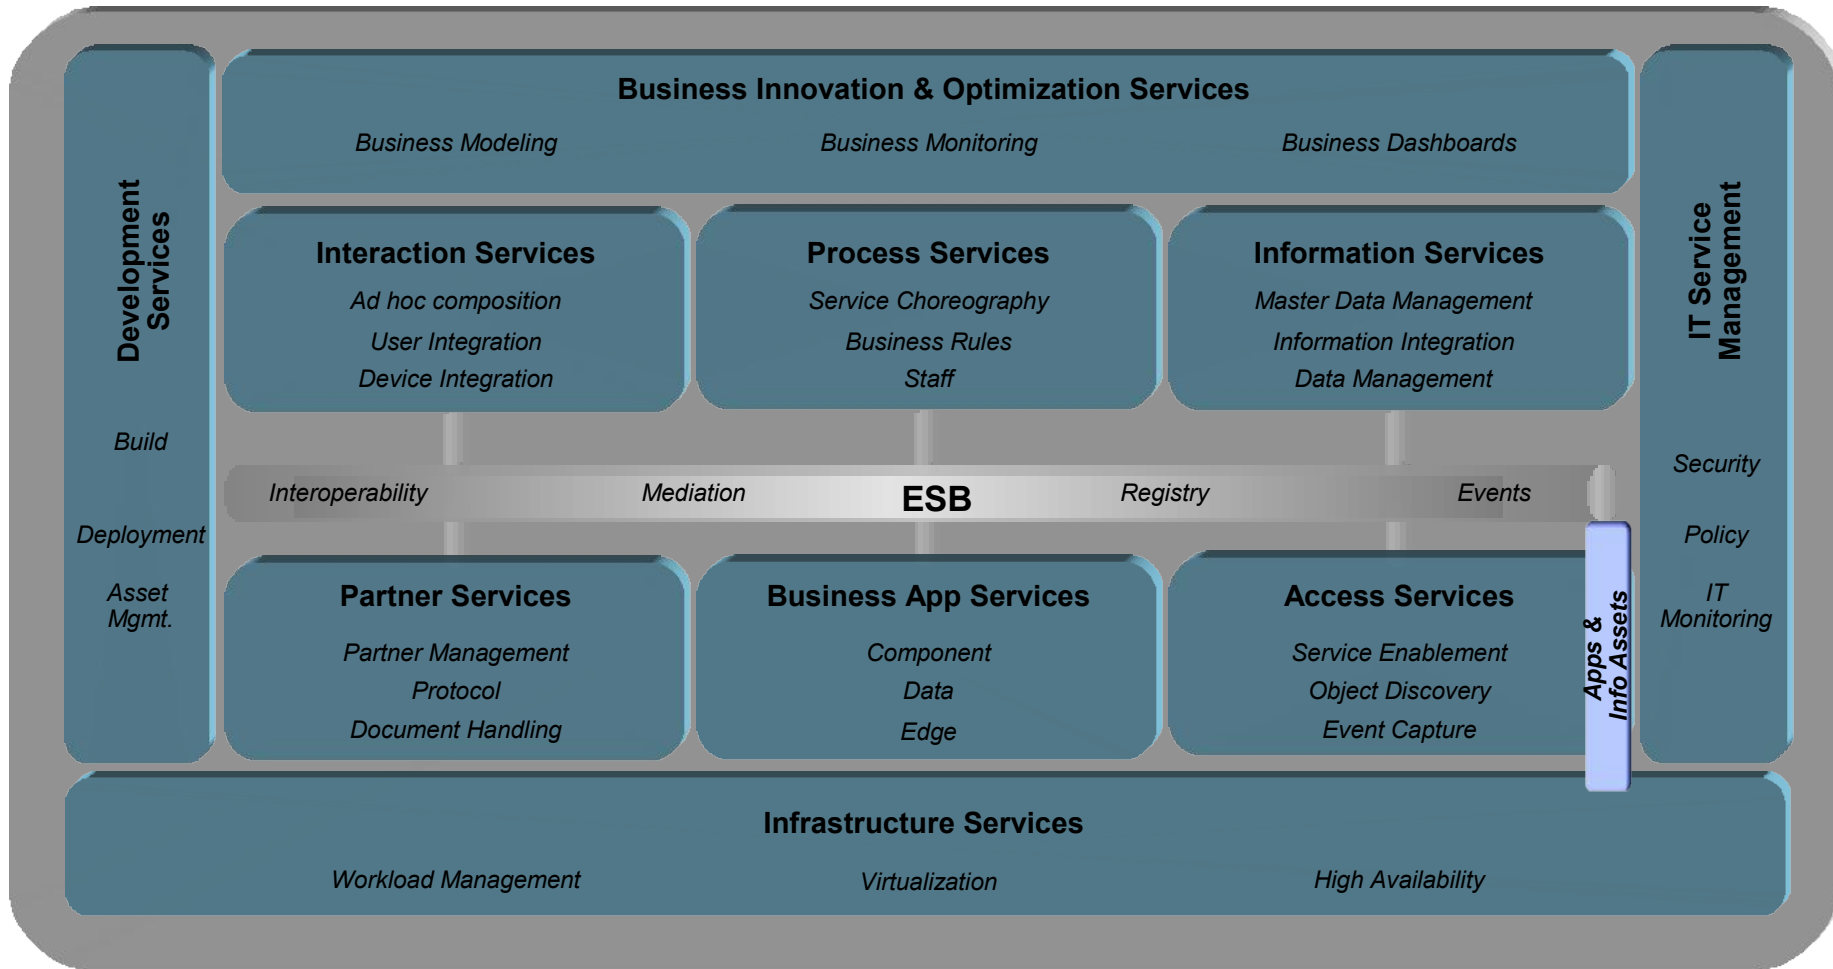 Business Innovation & Optimization Services
Business Modeling
Business Monitoring
Business Dashboards
Development
Services
Build
Deployment
Asset
Mgmt.
Interaction Services
Ad hoc composition
User Integration
Device Integration
Process Services
Service Choreography
Business Rules
Staff
Information Services
Master Data Management
Information Integration
Data Management
IT Service
Management
Security
Policy
IT
Monitoring
Interoperability
Mediation
ESB
Registry
Events
Partner Services
Partner Management
Protocol
Document Handling
Business App Services
Component
Data
Edge
Access Services
Service Enablement
Object Discovery
Event Capture
Apps &
Info Assets
Infrastructure Services
Workload Management
Virtualization
High Availability